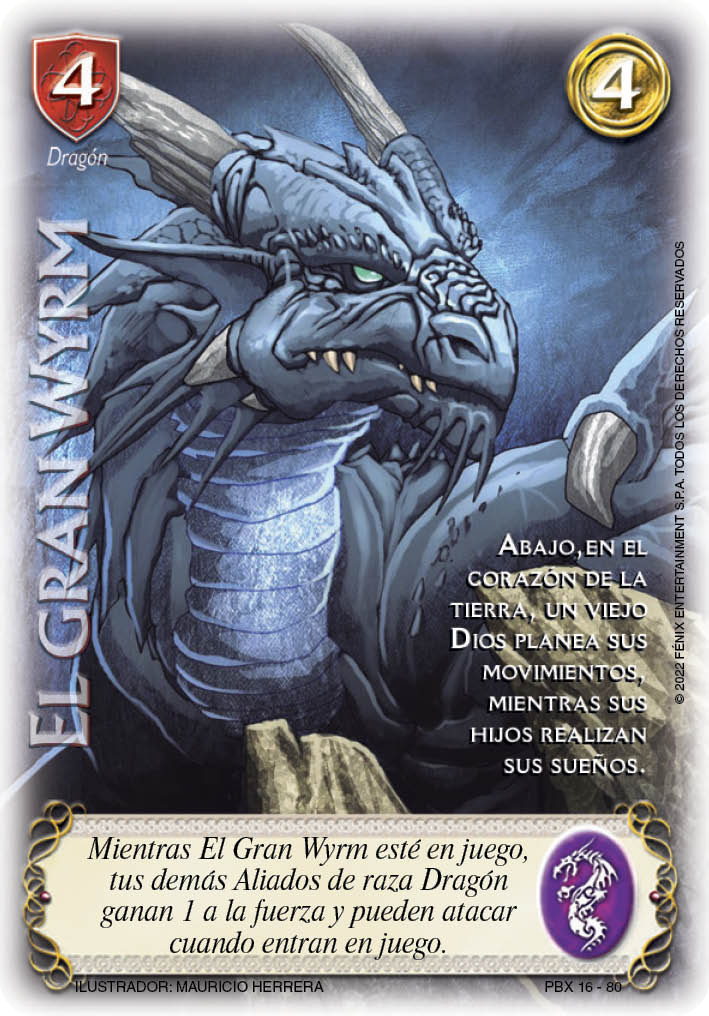 4
4
Dragón
EL GRAN WYRM
ABAJO, EN EL
CORAZÓN DE LA
TIERRA, UN VIEJO
DIOS PLANEA SUS
MOVIMIENTOS,
MIENTRAS SUS
HIJOS REALIZAN
SUS SUEÑOS.
© 2022 FÉNIX ENTERTAINMENT S.P.A. TODOS LOS DERECHOS RESERVADOS
Mientras El Gran Wyrm esté en juego,
tus demás Aliados de raza Dragón
ganan 1 a la fuerza y pueden atacar
cuando entran en juego.
ILUSTRADOR: MAURICIO HERRERA
PBX 16 - 80